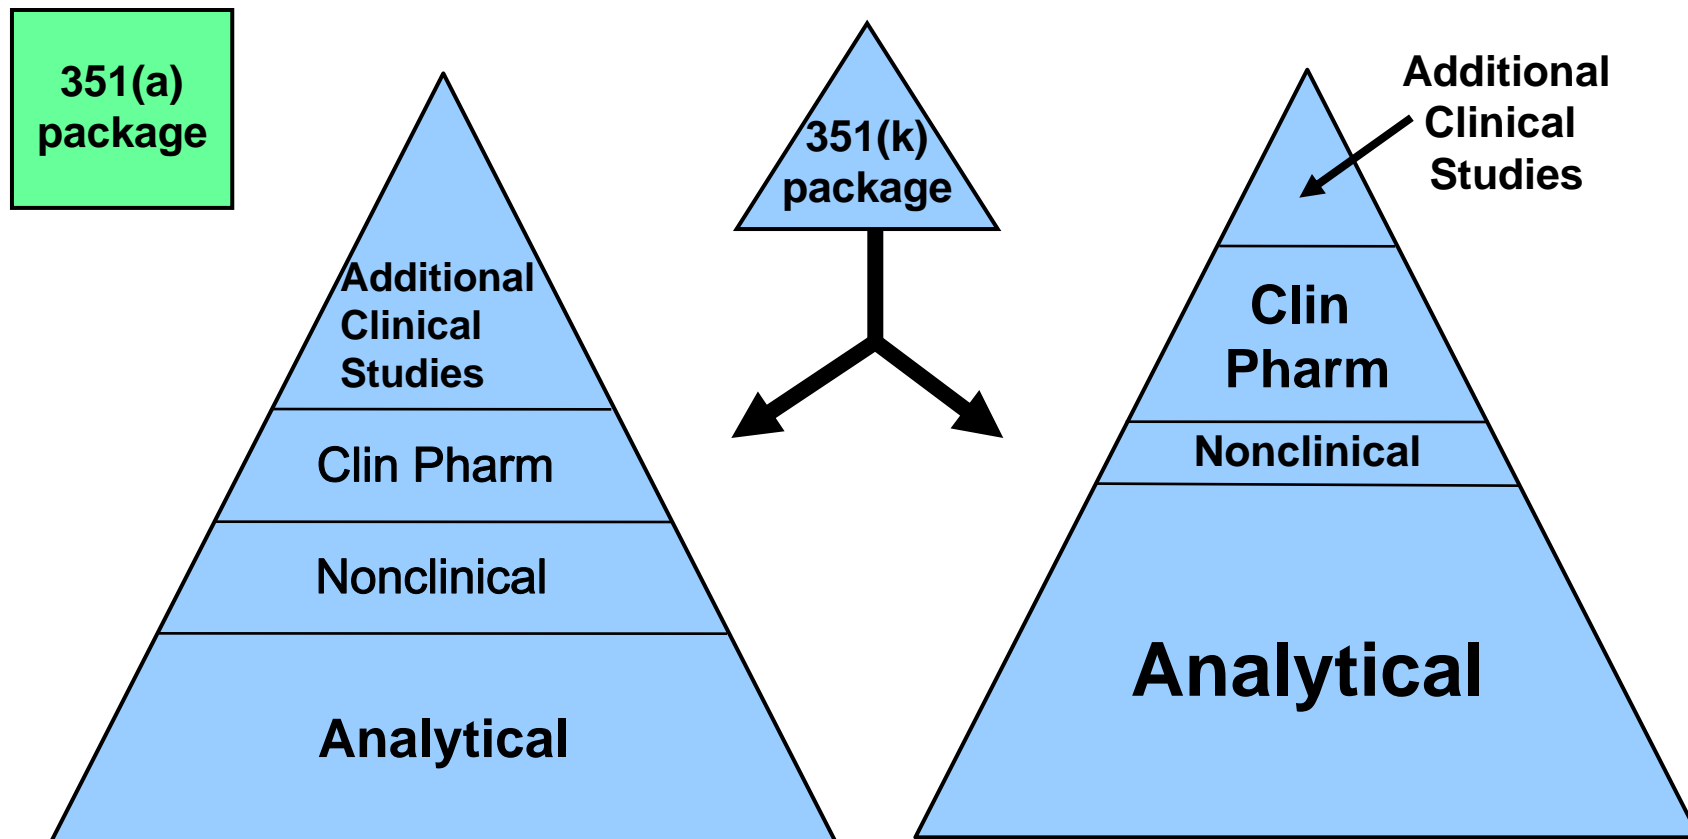 351(a)
package
Additional
Clinical
Studies
Clin Pharm
Nonclinical
Analytical
351(k)
package
Additional
Clinical
Studies
Clin
Pharm
Nonclinical
Analytical